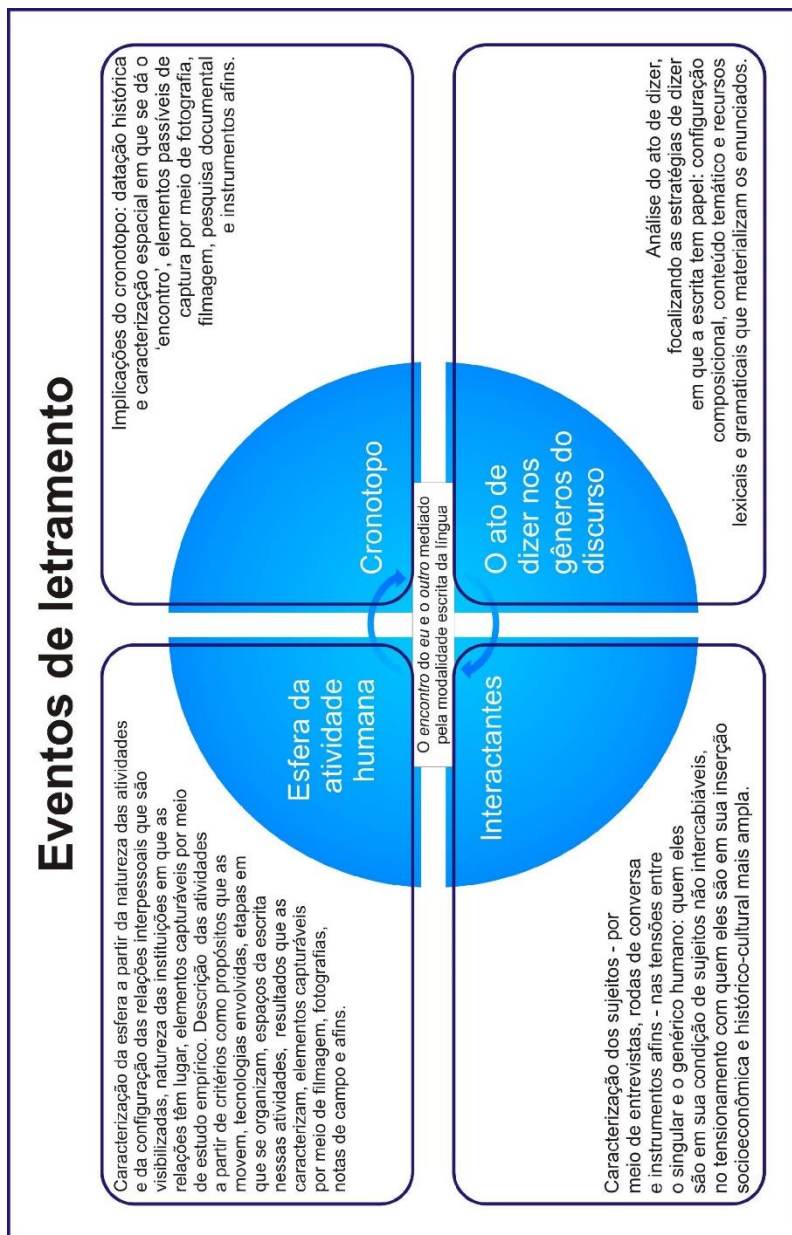 Eventos de letramento
Caracterização da esfera a partir da natureza das atividades
e da configuração das relações interpessoais que são
visibilizadas, natureza das instituições em que as
relações têm lugar, elementos capturáveis por meio
de estudo empírico. Descrição das atividades
a partir de critérios como propósitos que as
movem, tecnologias envolvidas, etapas em
que se organizam, espaços da escrita
nessas atividades, resultados que as
caracterizam, elementos capturáveis
por meio de filmagem, fotografias,
notas de campo e afins.
Implicações do cronotopo: datação histórica
e caracterização espacial em que se dá o
‘encontro’, elementos passíveis de
captura por meio de fotografia,
filmagem, pesquisa documental
e instrumentos afins.
Esfera da
atividade
humana
Cronotopo
O encontro do eu e o outro mediado
pela modalidade escrita da língua
Interactantes
O ato de
dizer nos
gêneros do
discurso
Caracterização dos sujeitos - por
meio de entrevistas, rodas de conversa
e instrumentos afins - nas tensões entre
o singular e o genérico humano: quem eles
são em sua condição de sujeitos não intercabiáveis,
no tensionamento com quem eles são em sua inserção
socioeconômica e histórico-cultural mais ampla.
Análise do ato de dizer,
focalizando as estratégias de dizer
em que a escrita tem papel: configuração
composicional, conteúdo temático e recursos
lexicais e gramaticais que materializam os enunciados.